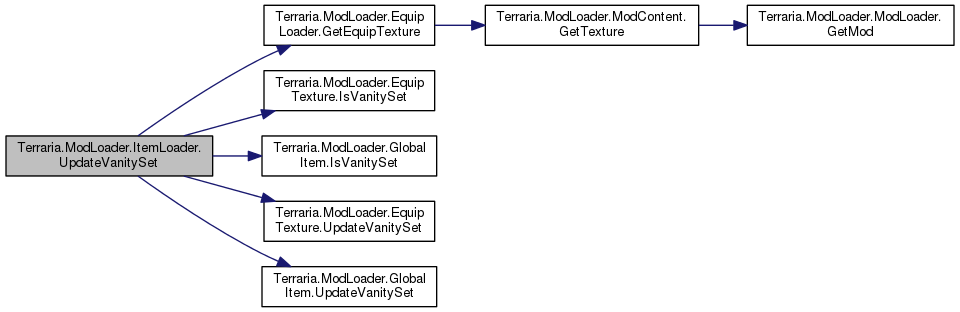 Terraria.ModLoader.Equip
Loader.GetEquipTexture
Terraria.ModLoader.ModContent.
GetTexture
Terraria.ModLoader.ModLoader.
GetMod
Terraria.ModLoader.Equip
Texture.IsVanitySet
Terraria.ModLoader.ItemLoader.
UpdateVanitySet
Terraria.ModLoader.Global
Item.IsVanitySet
Terraria.ModLoader.Equip
Texture.UpdateVanitySet
Terraria.ModLoader.Global
Item.UpdateVanitySet